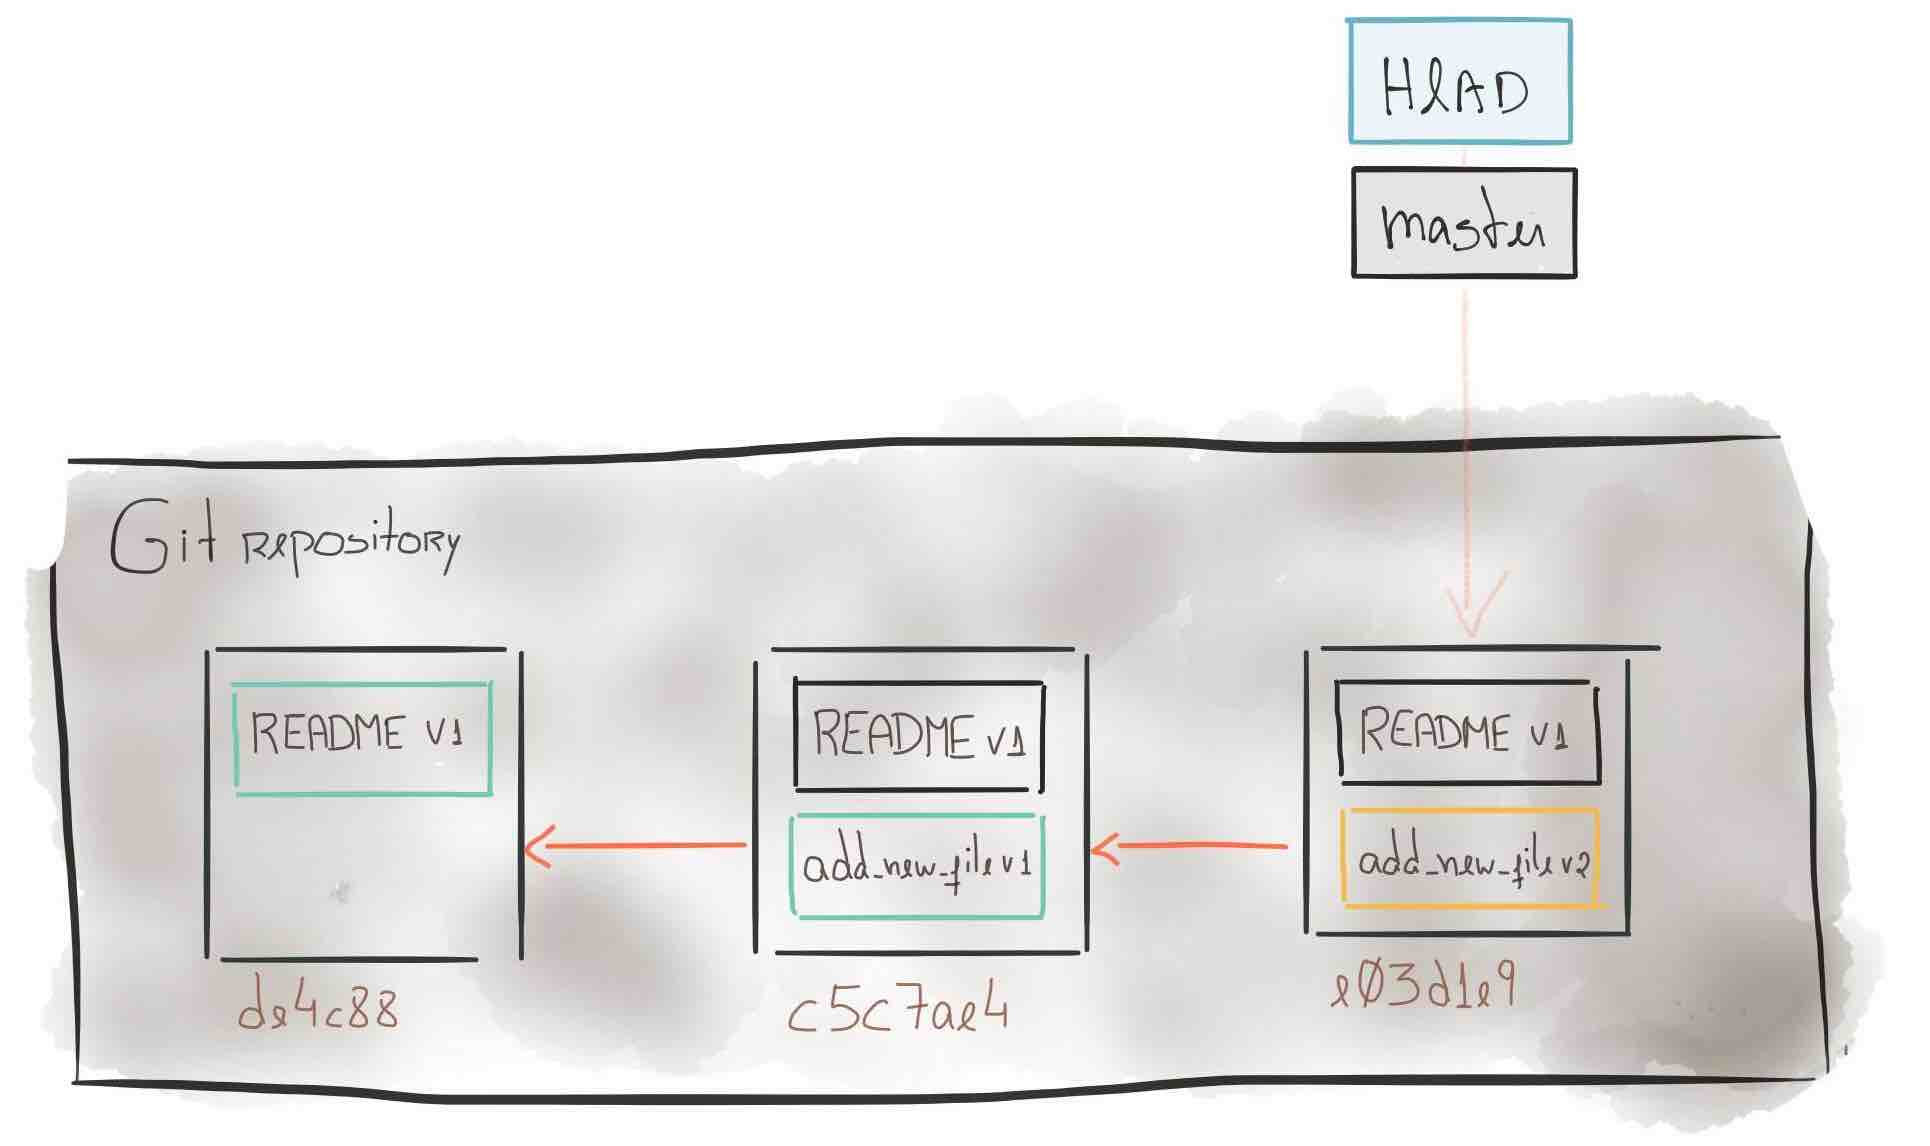 HEAD
master
Git repository
README v1
README v1
README v1
add_new_file v1
add_new_file v2
de4c88
c5c7ae4
e03d1e9